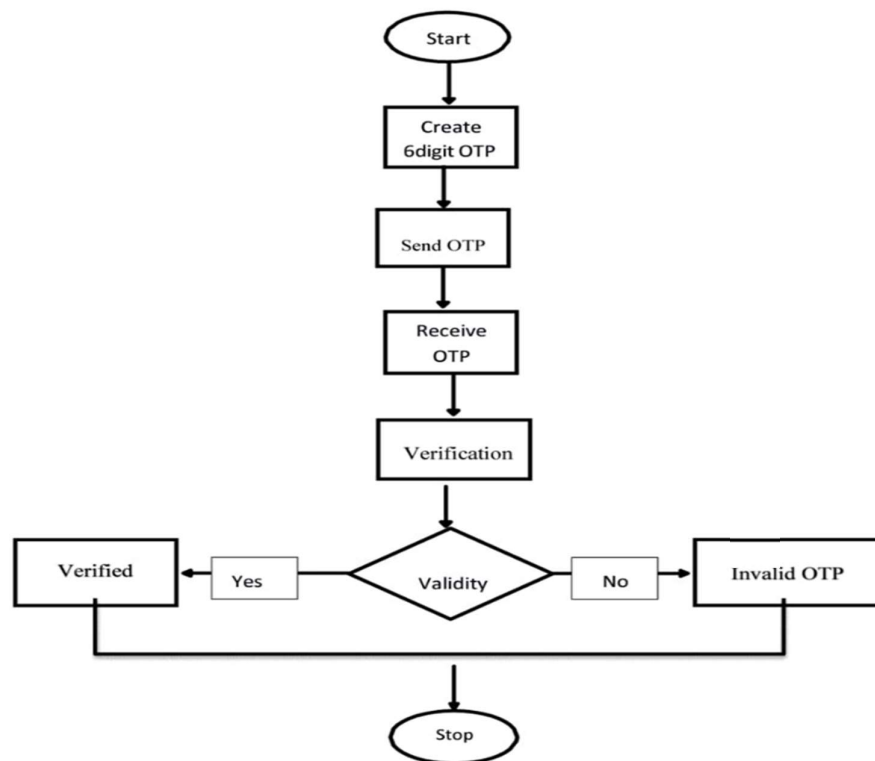 Start
Create
6digit OTP
Send OTP
Receive
OTP
Verification
Verified
Yes
Validity
No
Invalid OTP
Stop